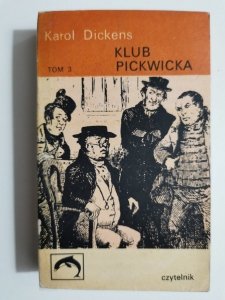 Karol Dickens
KLUB
PICKWICKA
TOM 3
czytelnik